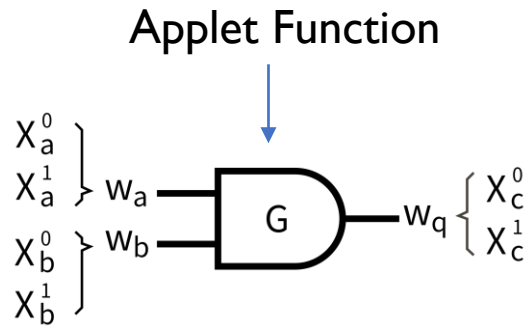 Applet Function
X_a^0
X_a^1
w_a
X_b^0
X_b^1
w_b
G
w_q
X_c^0
X_c^1